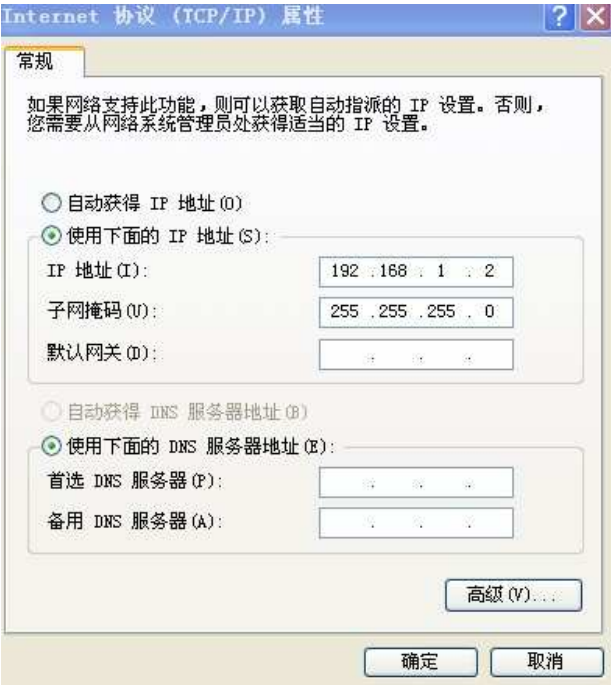 Internet 协议 (TCP/IP) 属性
常规
如果网络支持此功能，则可以获取自动指派的 IP 设置。否则，
您需要从网络系统管理员处获得适当的 IP 设置。
自动获得 IP 地址(O)
使用下面的 IP 地址(S):
IP 地址(I): 192 .168 . 1 . 2
子网掩码(U): 255 .255 .255 . 0
默认网关(D): . . .
自动获得 DNS 服务器地址(B)
使用下面的 DNS 服务器地址(E):
首选 DNS 服务器(P): . . .
备用 DNS 服务器(A): . . .
高级(V)...
确定 取消